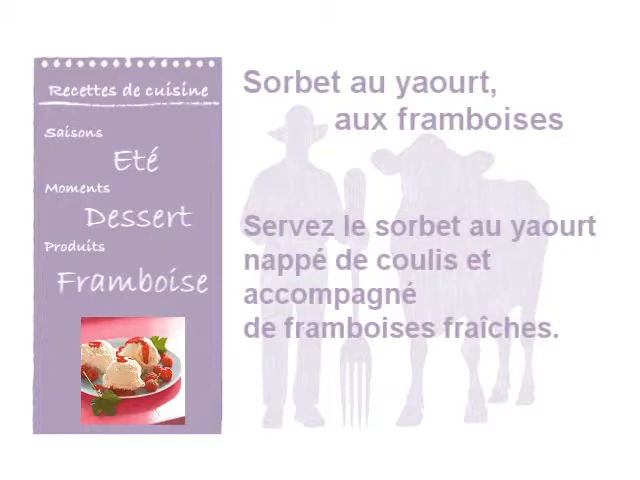 Recettes de cuisine
Saisons
Eté
Moments
Dessert
Produits
Framboise
Sorbet au yaourt,
aux framboises
Servez le sorbet au yaourt
nappé de coulis et
accompagné
de framboises fraîches.